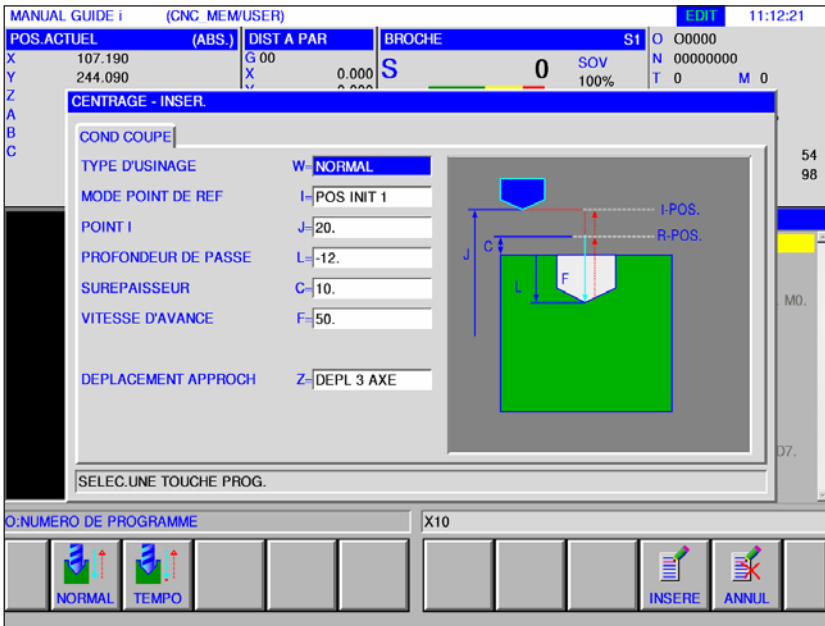 MANUAL GUIDE i (CNC_MEM/USER) EDIT 11:12:21
POS.ACTUEL (ABS.) DIST A PAR BROCHE S1 O O0000
X 107.190 G 00 S 0 SOV N 00000000
Y 244.090 X 0.000 100% T 0 M 0
Z
A
B
C
54
98
CENTRAGE - INSER.
COND COUPE
TYPE D'USINAGE W= NORMAL
MODE POINT DE REF I= POS INIT 1
POINT I J= 20.
PROFONDEUR DE PASSE L= -12.
SUREPAISSEUR C= 10.
VITESSE D'AVANCE F= 50.
DEPLACEMENT APPROCH Z= DEPL 3 AXE
I-POS.
R-POS.
J C
L F
M0.
D7.
SELEC.UNE TOUCHE PROG.
O:NUMERO DE PROGRAMME X10
NORMAL TEMPO INSERE ANNUL